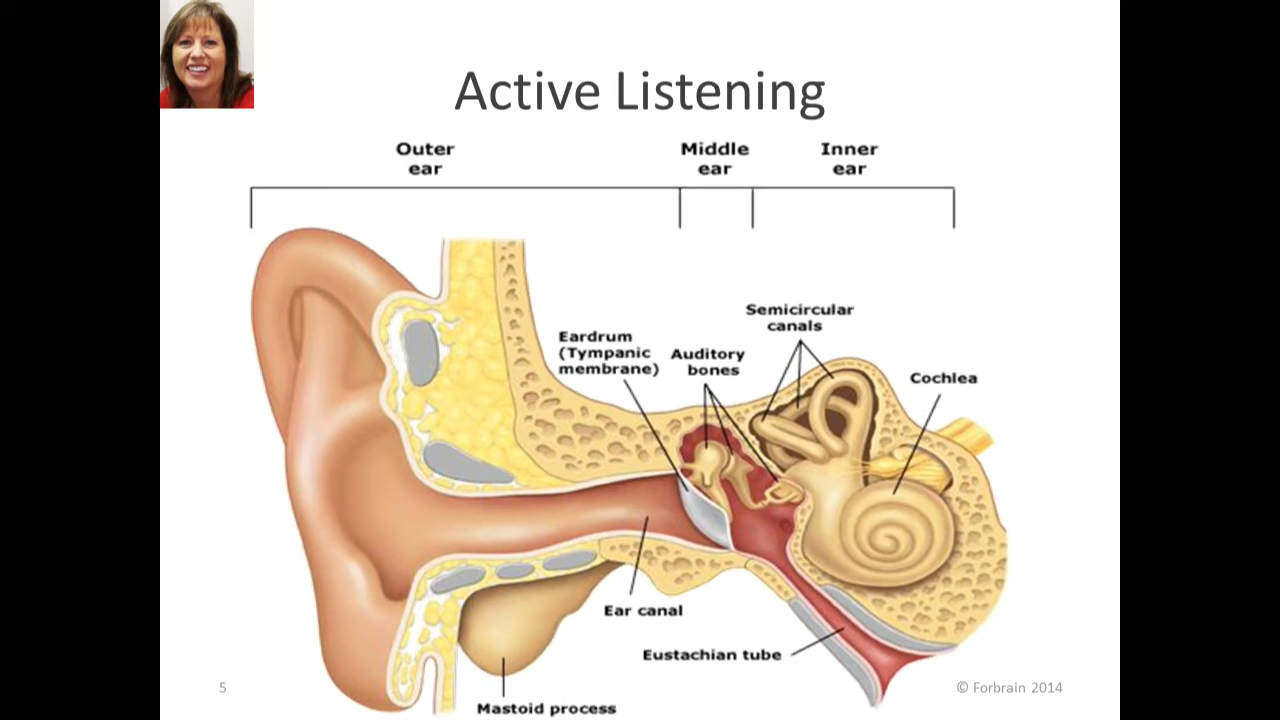 Active Listening
Outer
ear
Middle
ear
Inner
ear
Semicircular
canals
Eardrum
(Tympanic
membrane)
Auditory
bones
Cochlea
Ear canal
Eustachian tube
Mastoid process
5
© Forbrain 2014